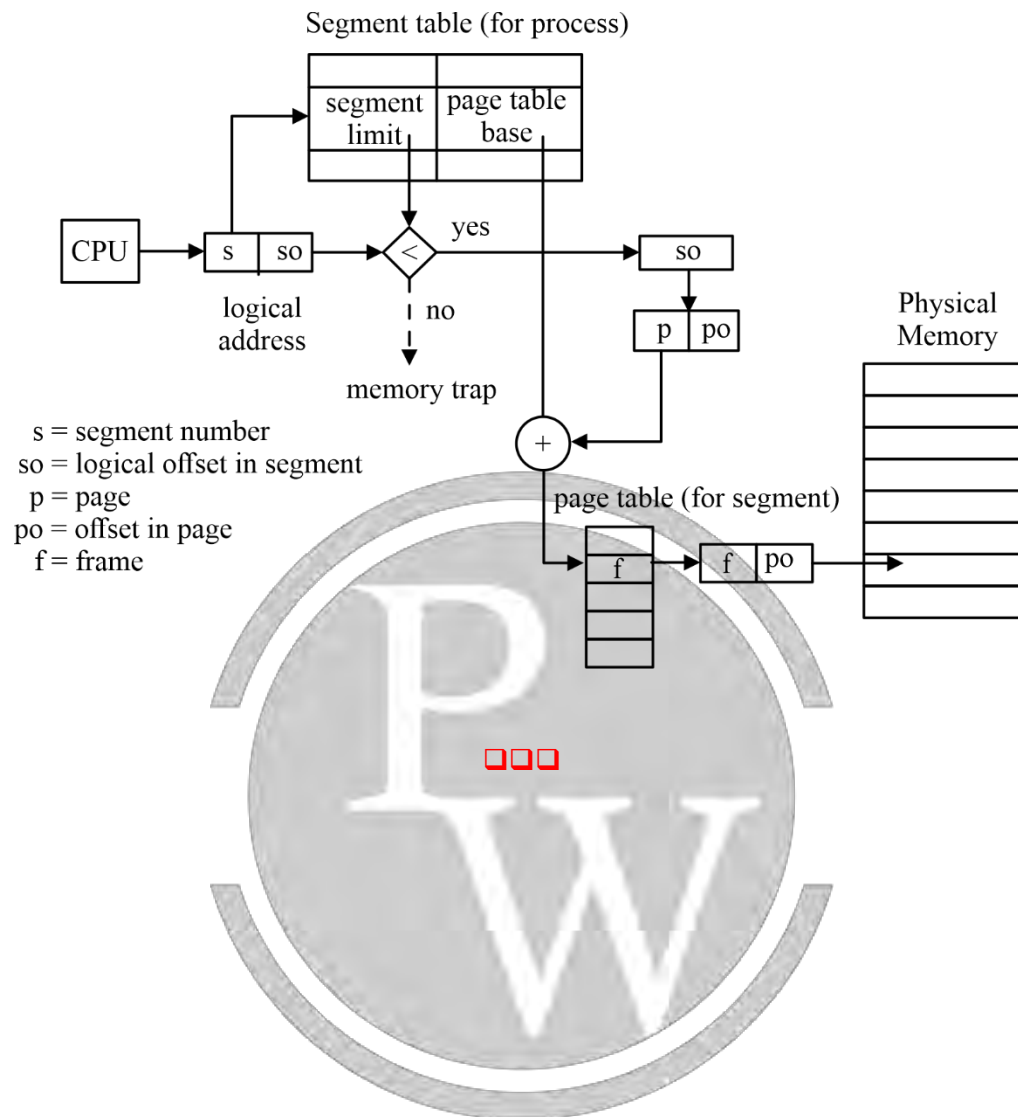 Segment table (for process)
segment
limit
page table
base
CPU
s
so
<
yes
so
no
logical
address
memory trap
p
po
Physical
Memory
s = segment number
so = logical offset in segment
p = page
po = offset in page
f = frame
+
page table (for segment)
f
f
po
PW